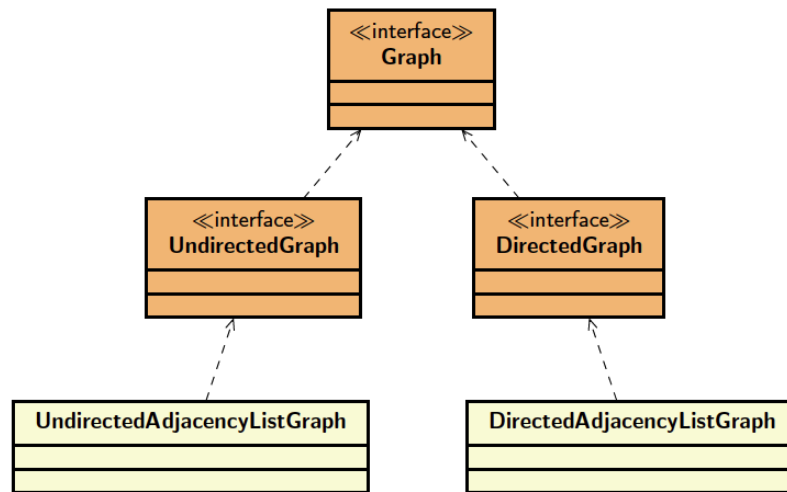 ≪interface≫
Graph
≪interface≫
UndirectedGraph
≪interface≫
DirectedGraph
UndirectedAdjacencyListGraph
DirectedAdjacencyListGraph